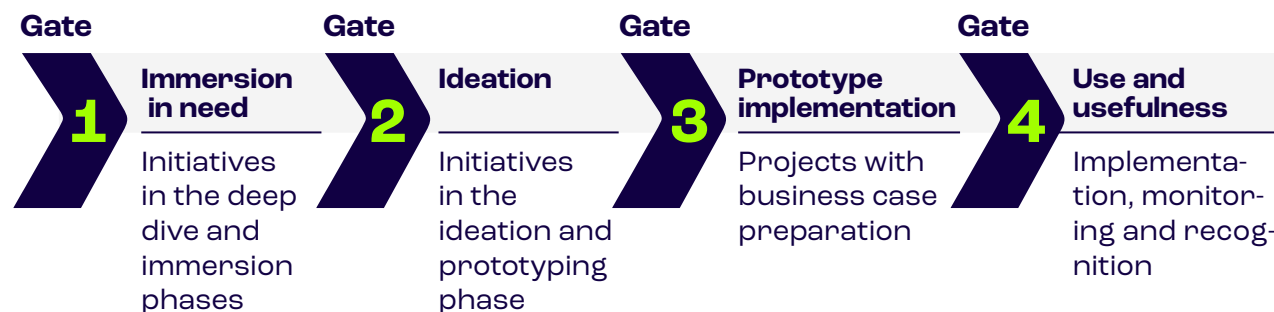 Gate
1
Immersion
in need
Initiatives
in the deep
dive and
immersion
phases
Gate
2
Ideation
Initiatives
in the
ideation and
prototyping
phase
Gate
3
Prototype
implementation
Projects with
business case
preparation
Gate
4
Use and
usefulness
Implementa-
tion, monitor-
ing and recog-
nition